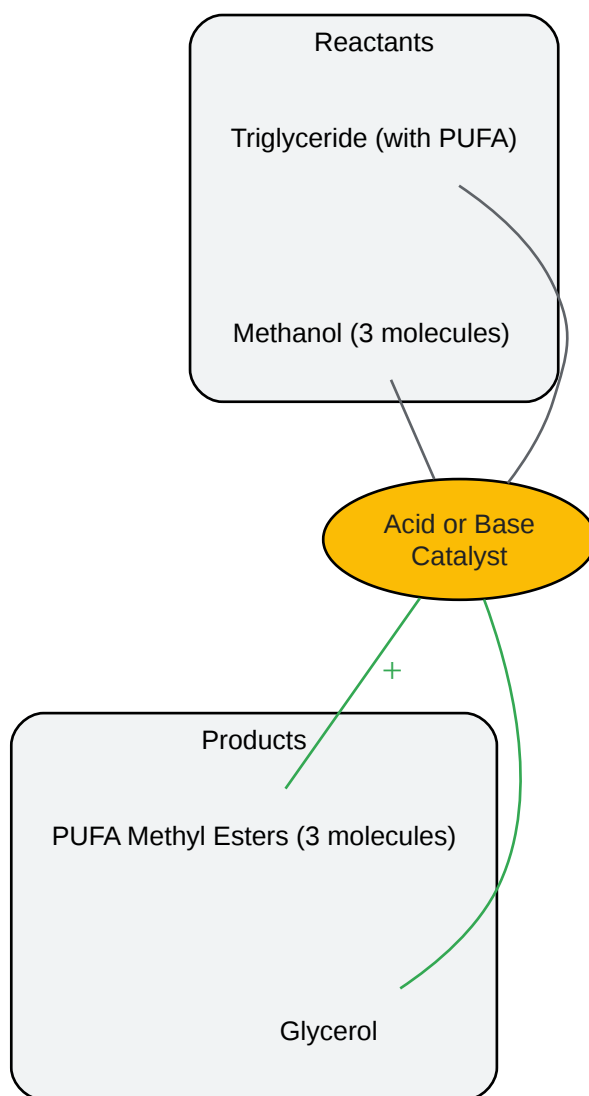 Reactants
Triglyceride (with PUFA)
Methanol (3 molecules)
Acid or Base
Catalyst
+
Products
PUFA Methyl Esters (3 molecules)
Glycerol